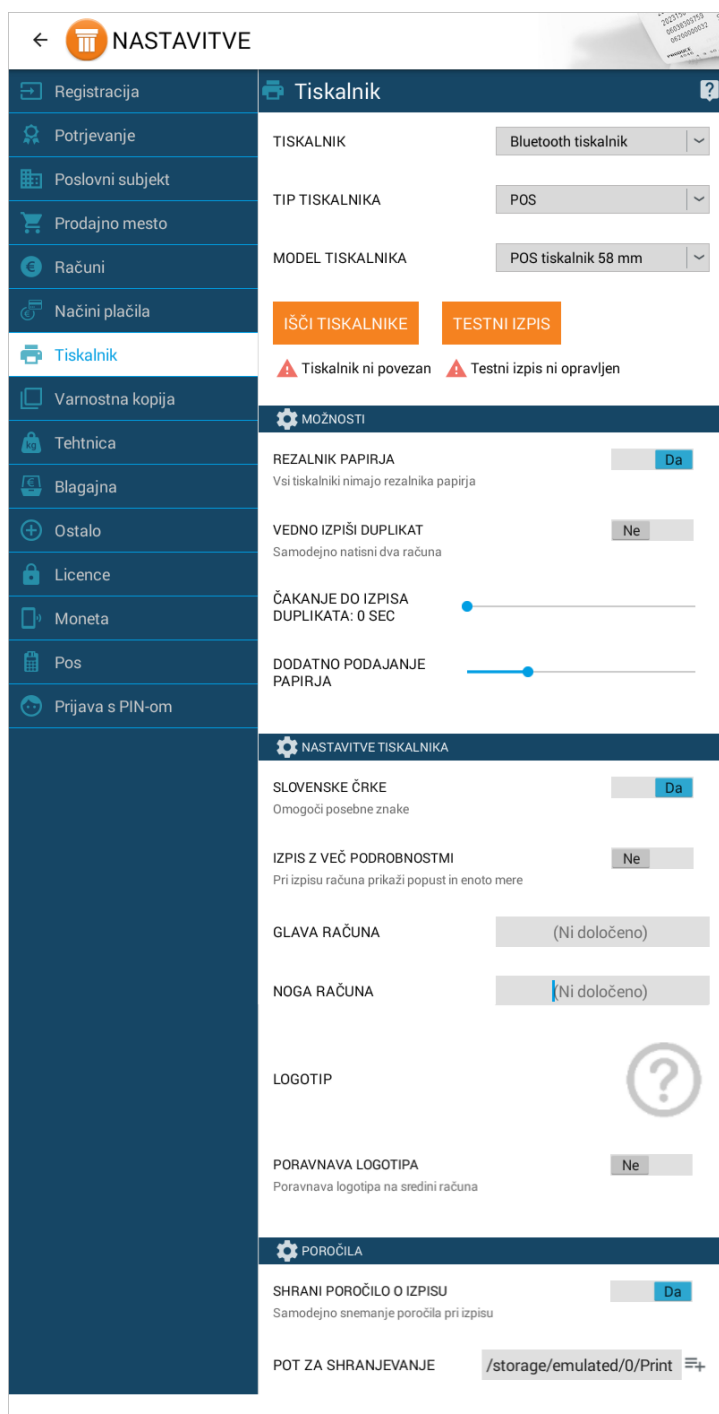 NASTAVITVE
Registracija
Potrjevanje
Poslovni subjekt
Prodajno mesto
Računi
Načini plačila
Tiskalnik
Varnostna kopija
Tehtnica
Blagajna
Ostalo
Licence
Moneta
Pos
Prijava s PIN-om
Tiskalnik
TISKALNIK
Bluetooth tiskalnik
TIP TISKALNIKA
POS
MODEL TISKALNIKA
POS tiskalnik 58 mm
IŠČI TISKALNIKE
TESTNI IZPIS
Tiskalnik ni povezan
Testni izpis ni opravljen
MOŽNOSTI
REZALNIK PAPIRJA
Da
Vsi tiskalniki nimajo rezalnika papirja
VEDNO IZPIŠI DUPLIKAT
Ne
Samodejno natisni dva računa
ČAKANJE DO IZPISA
DUPLIKATA: 0 SEC
DODATNO PODAJANJE
PAPIRJA
NASTAVITVE TISKALNIKA
SLOVENSKE ČRKE
Da
Omogoči posebne znake
IZPIS Z VEČ PODROBNOSTMI
Ne
Pri izpisu računa prikaži popust in enoto mere
GLAVA RAČUNA
(Ni določeno)
NOGA RAČUNA
(Ni določeno)
LOGOTIP
PORAVNAVA LOGOTIPA
Ne
Poravnava logotipa na sredini računa
POROČILA
SHRANI POROČILO O IZPISU
Da
Samodejno snemanje poročila pri izpisu
POT ZA SHRANJEVANJE
/storage/emulated/0/Print